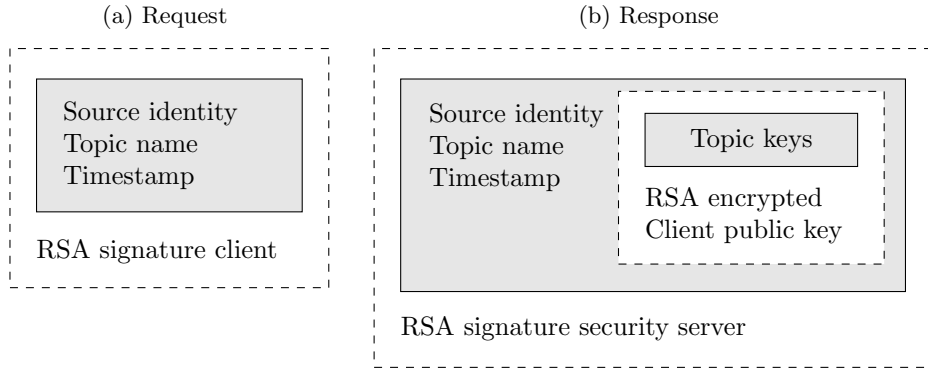 (a) Request
Source identity
Topic name
Timestamp
RSA signature client
(b) Response
Source identity
Topic name
Timestamp
Topic keys
RSA encrypted
Client public key
RSA signature security server